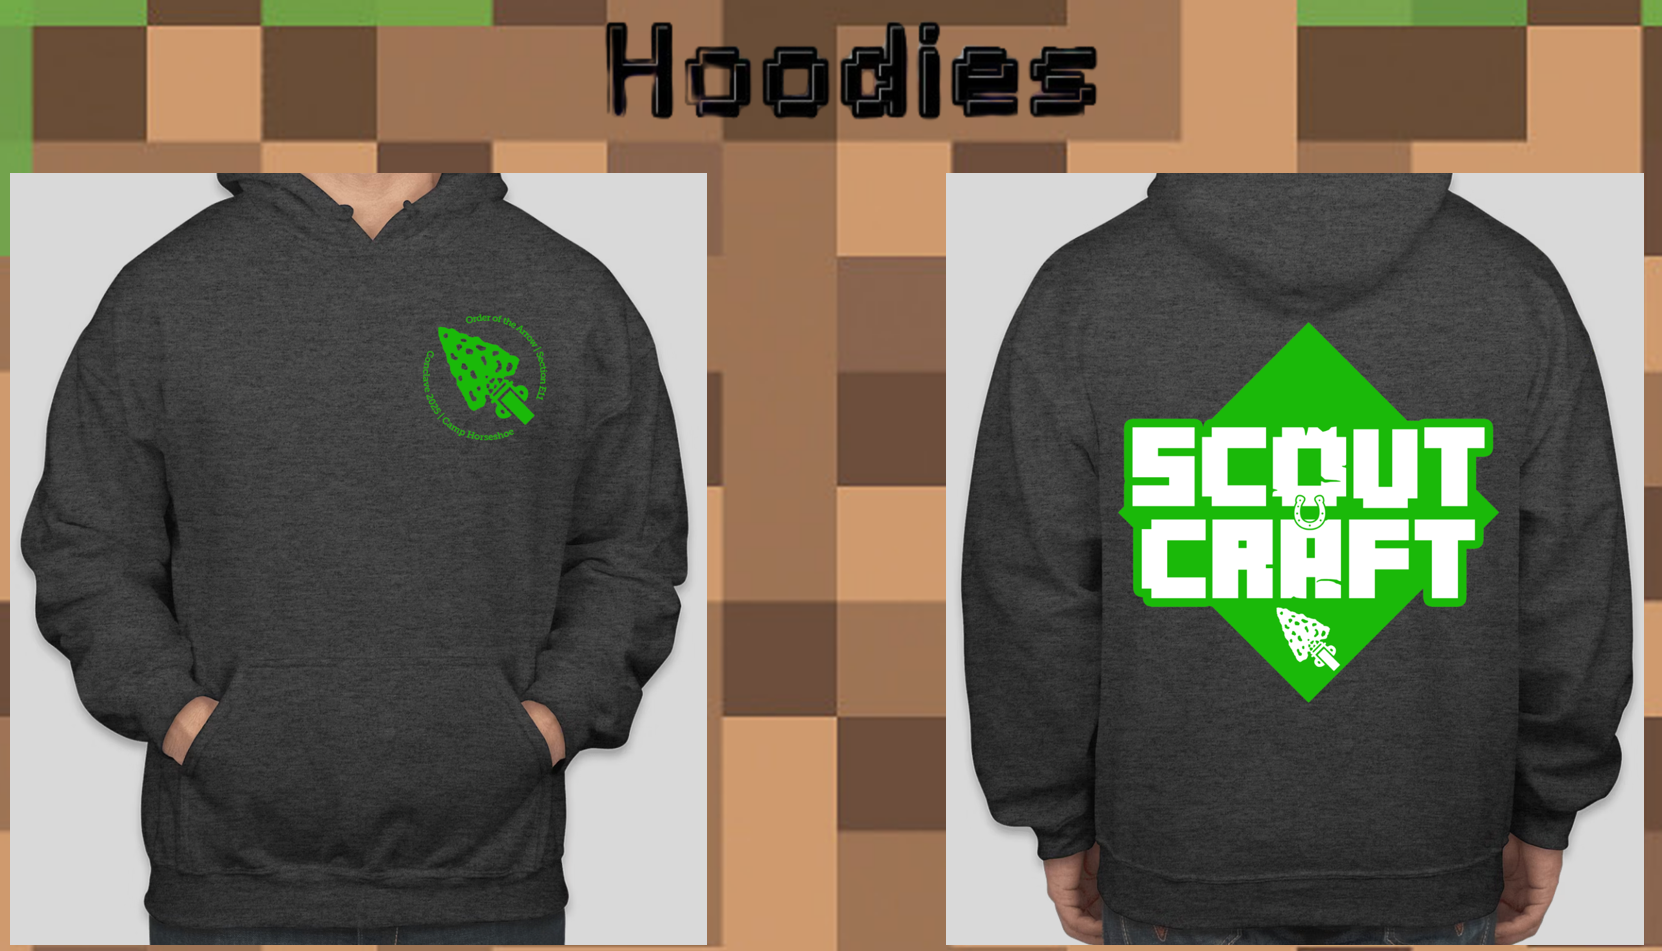 Hoodies
Order of the Arrow | Section E11
Conclave 2025 | Camp Horseshoe
SCOUT
CRAFT